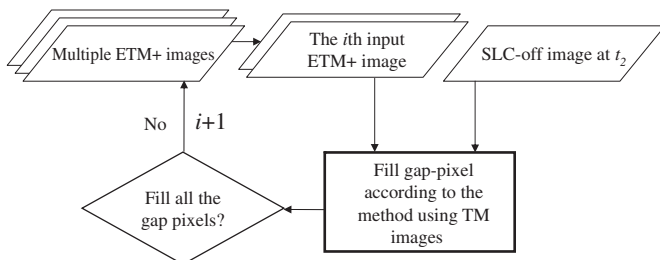 Multiple ETM+ images
The ith input
ETM+ image
SLC-off image at t2
No
i+1
Fill gap-pixel
according to the
method using TM
images
Fill all the
gap pixels?